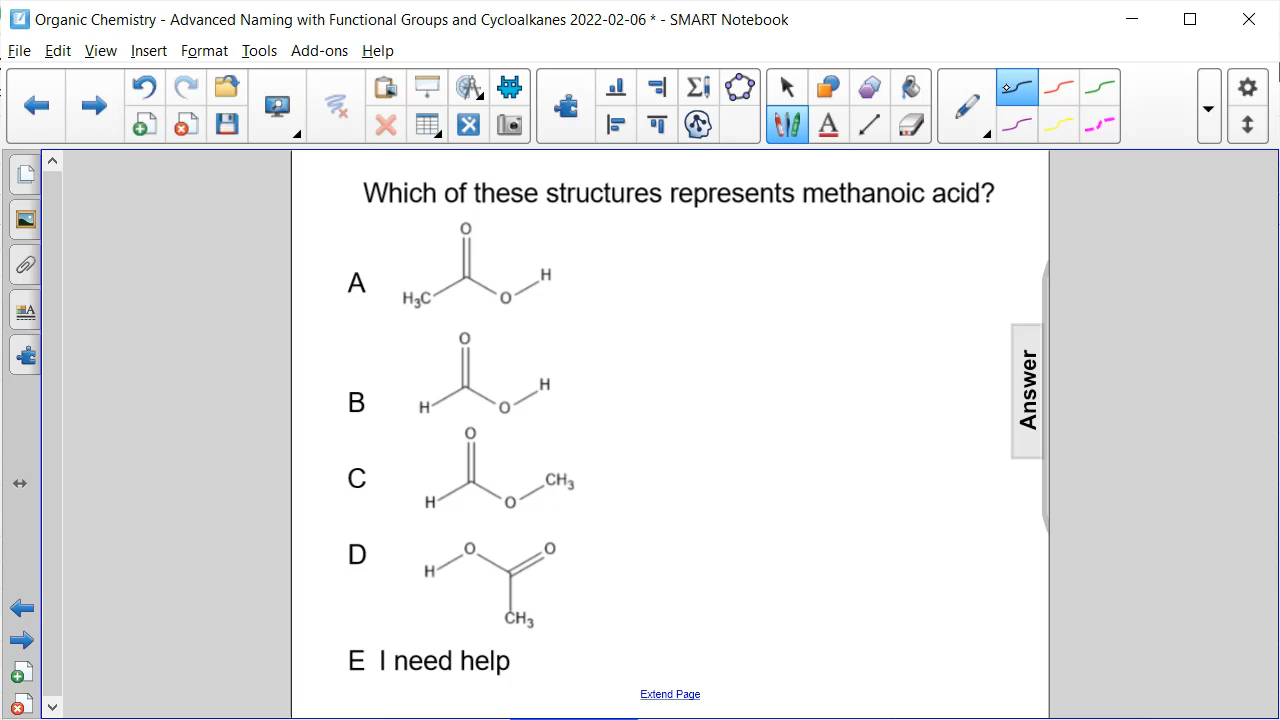 Organic Chemistry - Advanced Naming with Functional Groups and Cycloalkanes 2022-02-06 * - SMART Notebook
File Edit View Insert Format Tools Add-ons Help
Which of these structures represents methanoic acid?
A
O
H₃C
O
H
B
O
H
O
H
C
O
H
O
CH₃
D
H
O
O
CH₃
E I need help
Extend Page
Answer